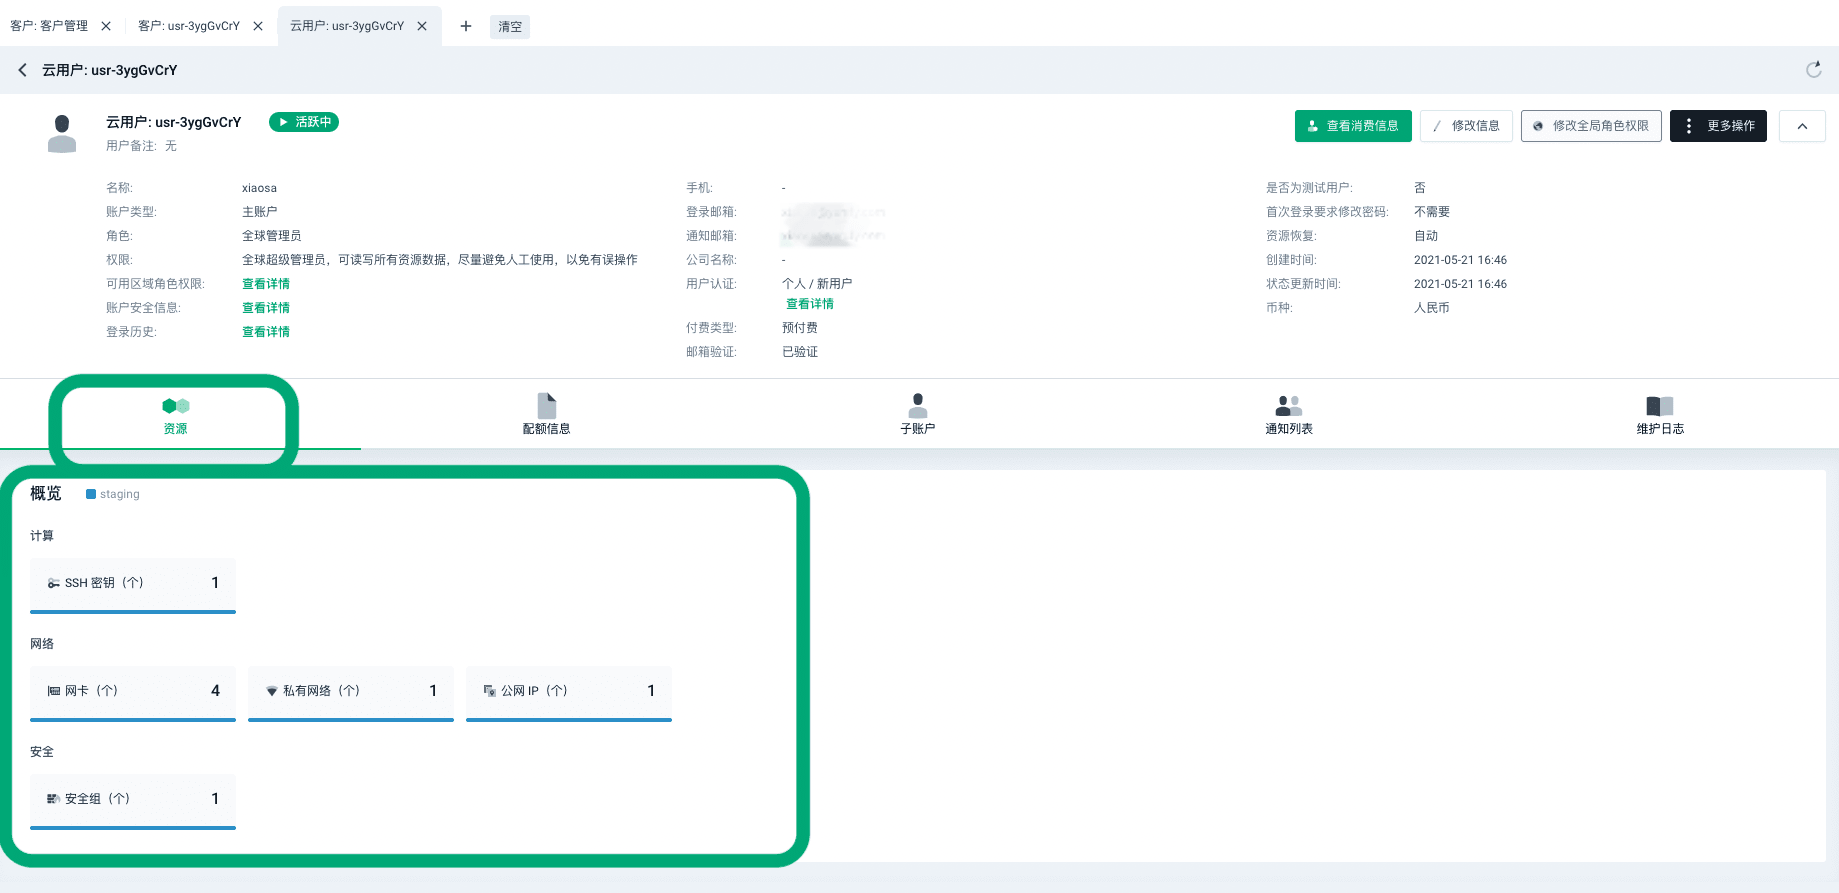 客户: 客户管理
客户: usr-3ygGvCrY
云用户: usr-3ygGvCrY
清空
云用户: usr-3ygGvCrY
云用户: usr-3ygGvCrY
活跃中
用户备注: 无
查看消费信息
修改信息
修改全局角色权限
更多操作
名称: xiaosa
账户类型: 主账户
角色: 全球管理员
权限: 全球超级管理员，可读写所有资源数据，尽量避免人工使用，以免有误操作
可用区域角色权限: 查看详情
账户安全信息: 查看详情
登录历史: 查看详情
手机: -
登录邮箱:
通知邮箱:
公司名称: -
用户认证: 个人 / 新用户
查看详情
付费类型: 预付费
邮箱验证: 已验证
是否为测试用户: 否
首次登录要求修改密码: 不需要
资源恢复: 自动
创建时间: 2021-05-21 16:46
状态更新时间: 2021-05-21 16:46
币种: 人民币
资源
配额信息
子账户
通知列表
维护日志
概览
staging
计算
SSH 密钥（个） 1
网络
网卡（个） 4
私有网络（个） 1
公网 IP（个） 1
安全
安全组（个） 1